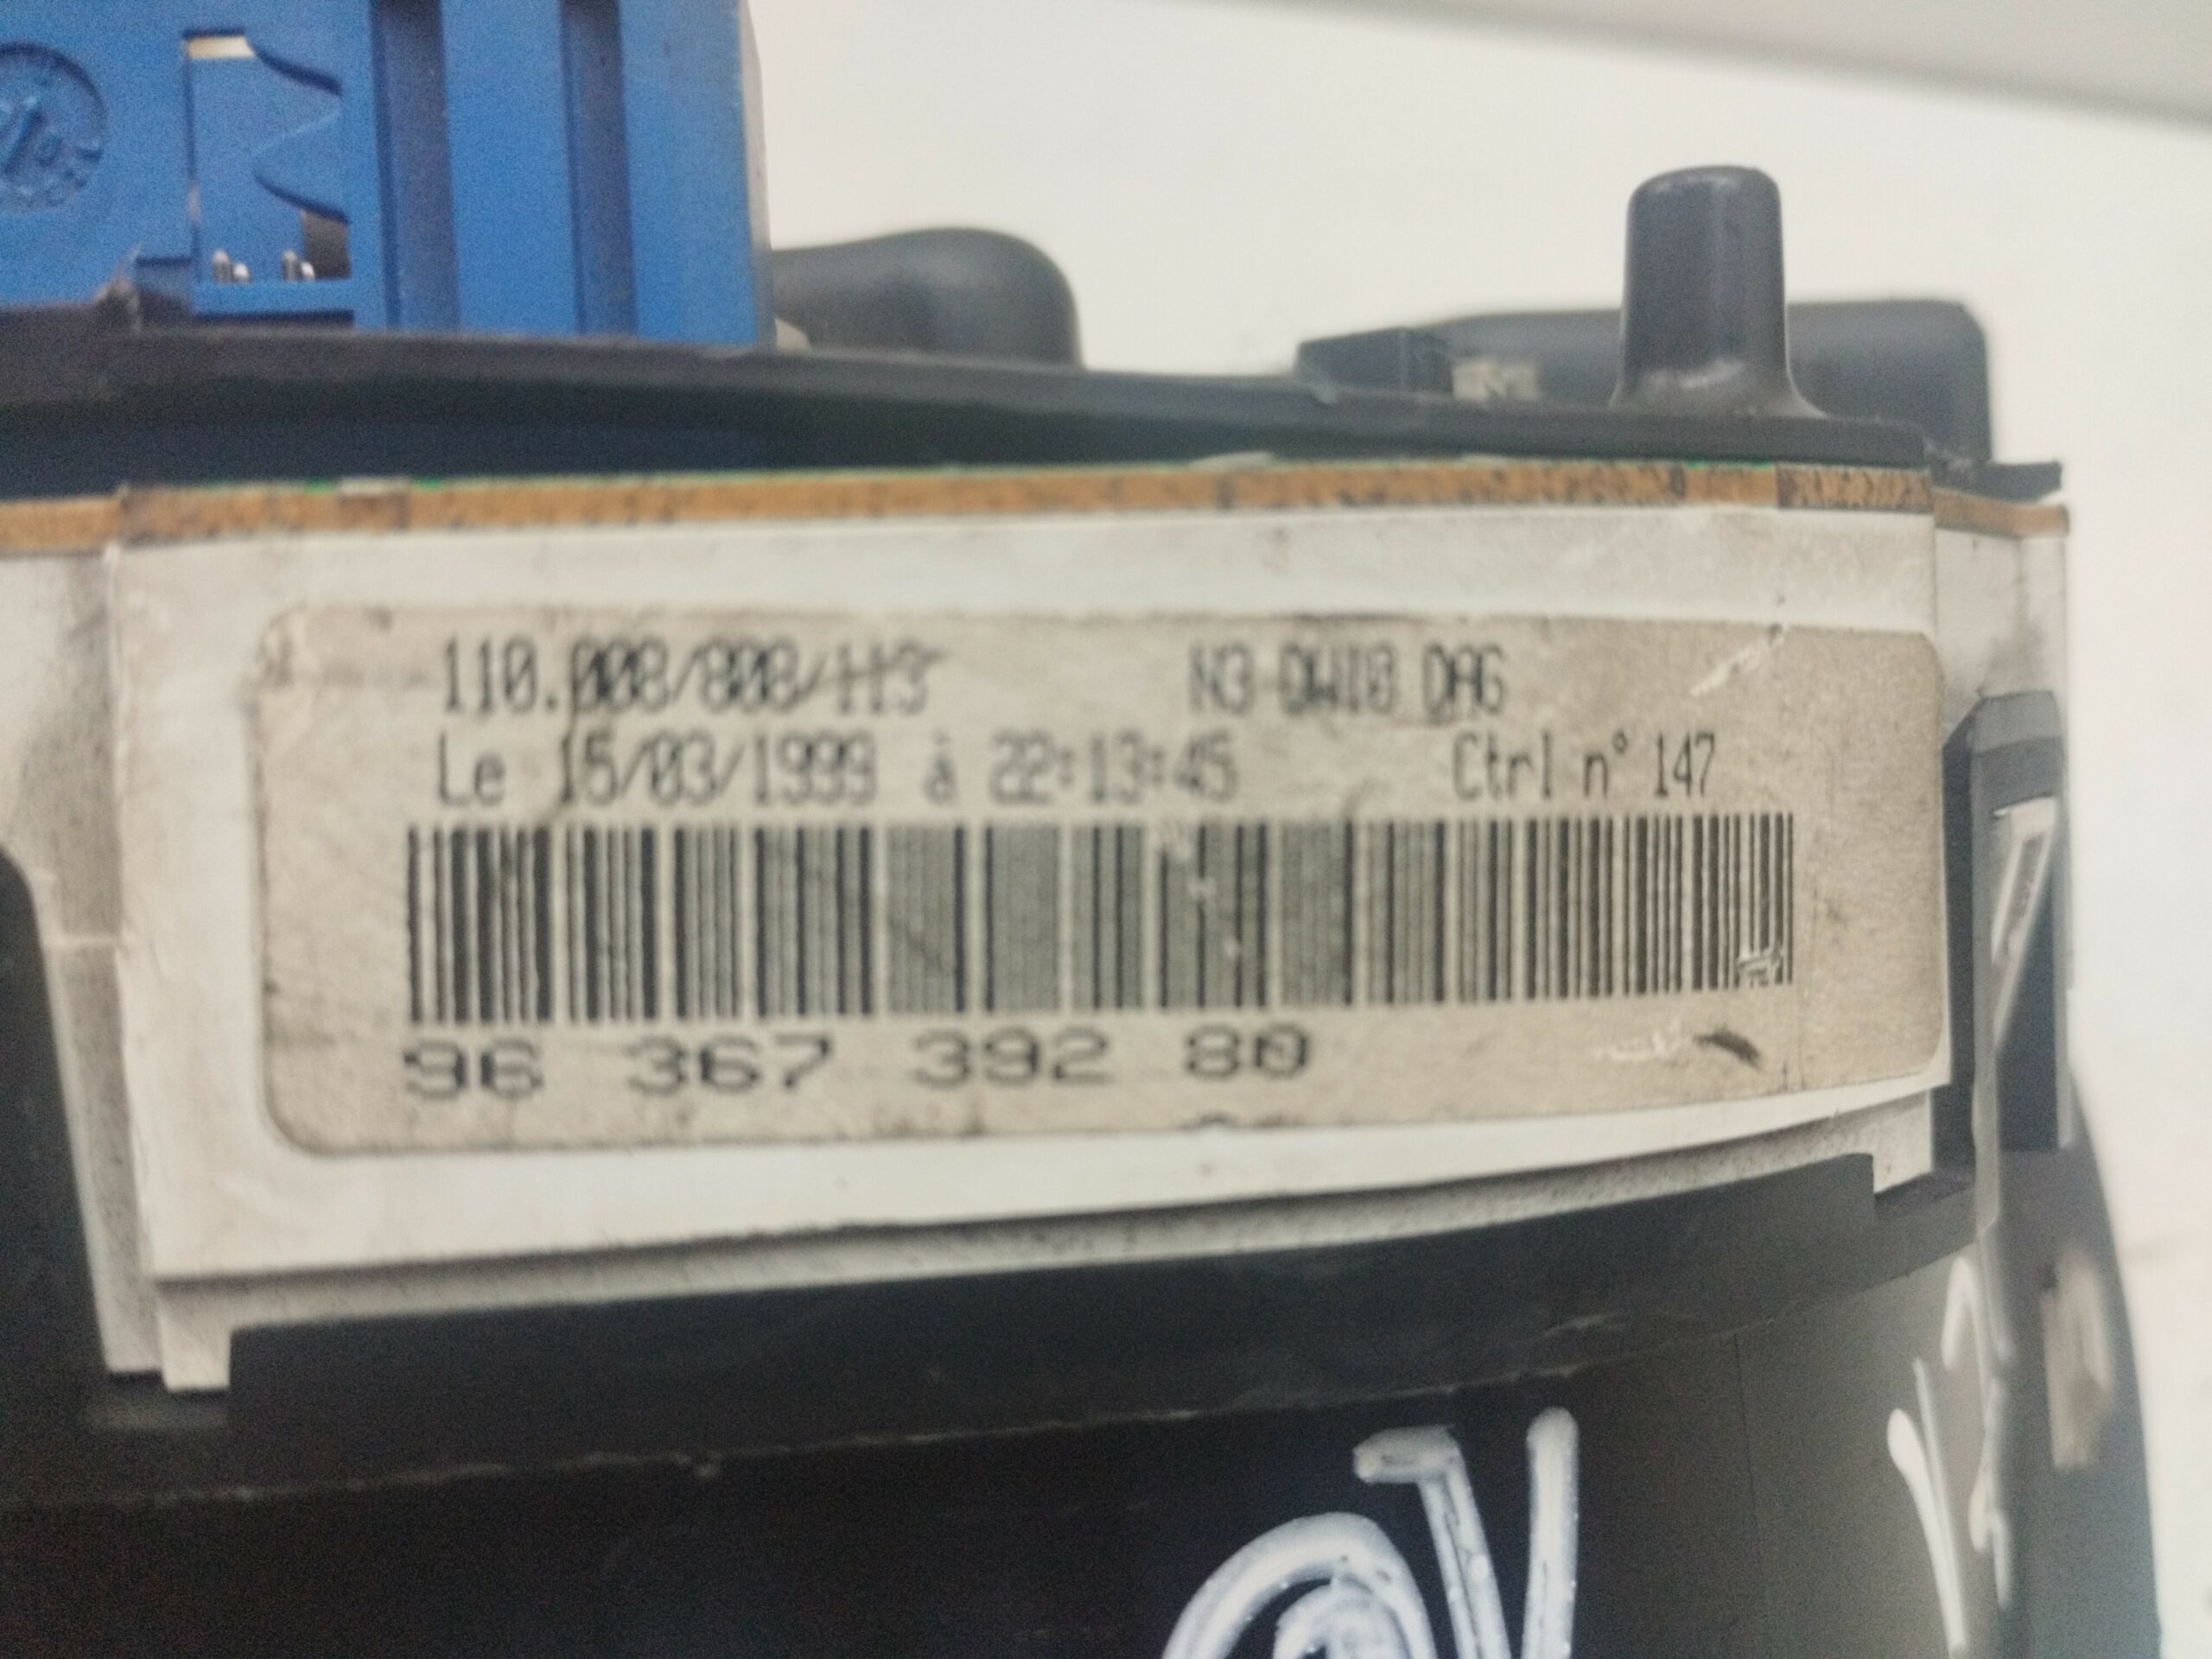 110.008/808/113 N3 DW10 DAG
Le 15/03/1999 à 22:13:45 Ctrl n° 147
96 367 392 80